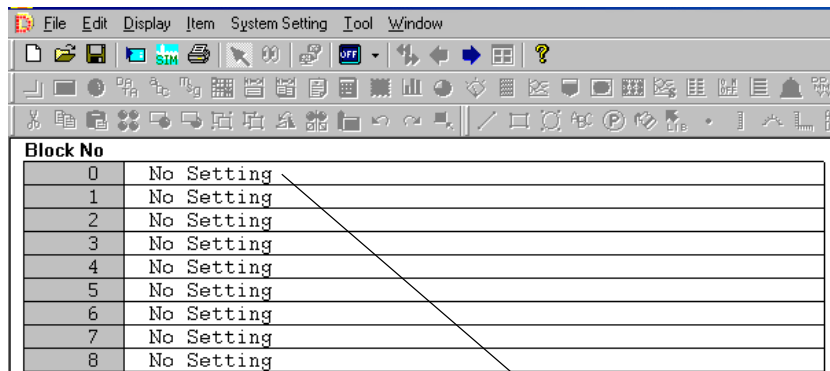 File Edit Display Item System Setting Tool Window
SIM OFF
ABC P LIB
Block No
0 No Setting
1 No Setting
2 No Setting
3 No Setting
4 No Setting
5 No Setting
6 No Setting
7 No Setting
8 No Setting